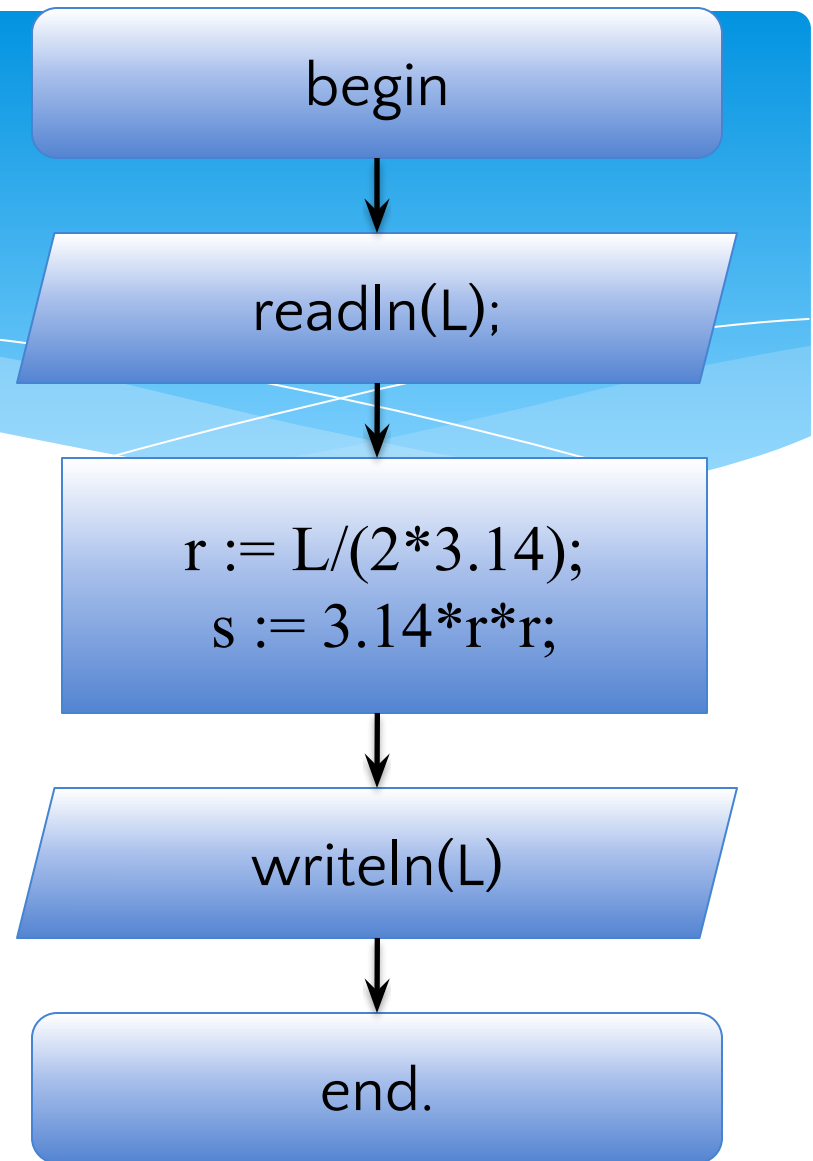 begin
readln(L);
r := L/(2*3.14);
s := 3.14*r*r;
writeln(L)
end.